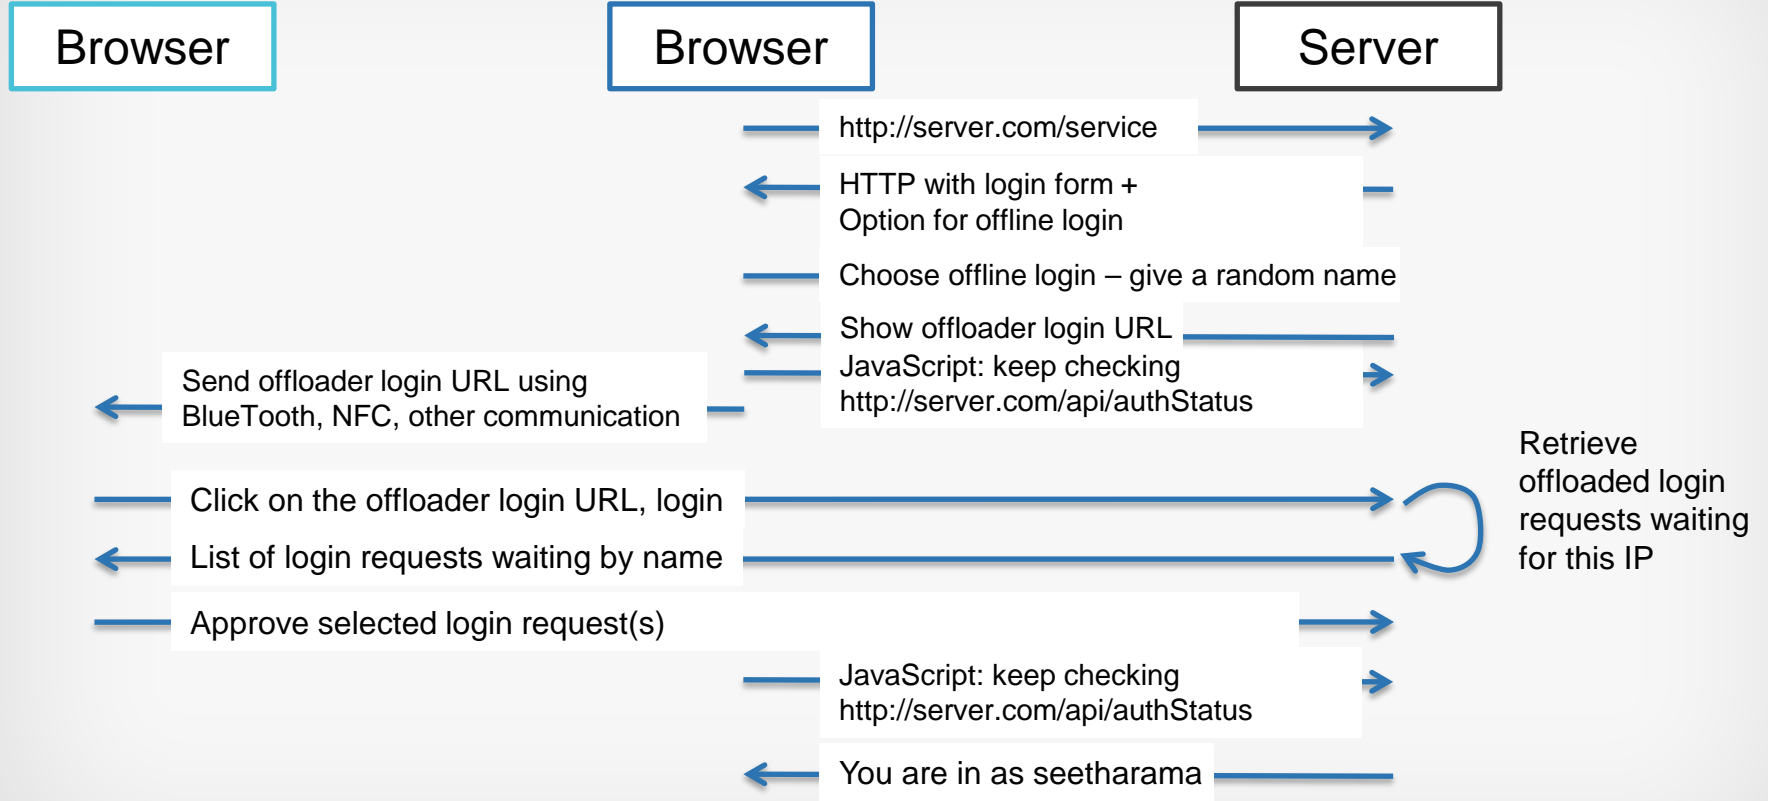 Browser
Browser
Server
http://server.com/service
HTTP with login form +
Option for offline login
Choose offline login – give a random name
Show offloader login URL
JavaScript: keep checking
http://server.com/api/authStatus
Send offloader login URL using
BlueTooth, NFC, other communication
Click on the offloader login URL, login
Retrieve
offloaded login
requests waiting
for this IP
List of login requests waiting by name
Approve selected login request(s)
JavaScript: keep checking
http://server.com/api/authStatus
You are in as seetharama